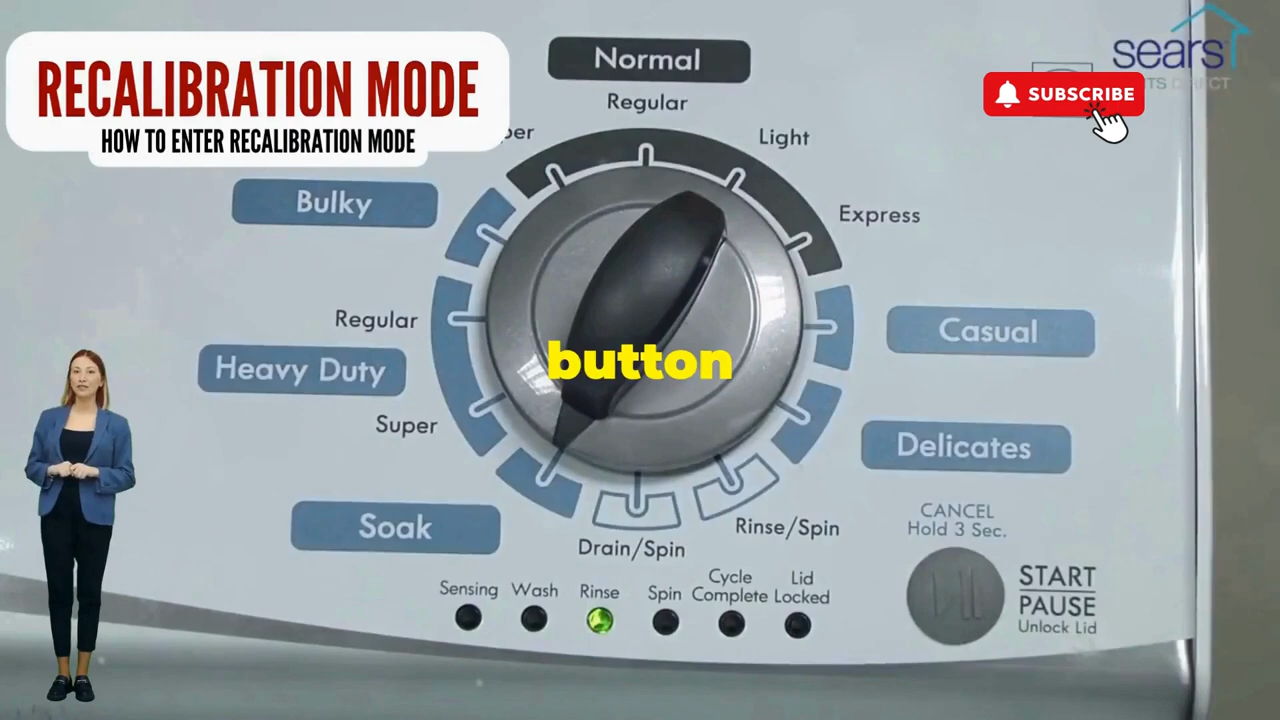 RECALIBRATION MODE
HOW TO ENTER RECALIBRATION MODE
sears
DIRECT
SUBSCRIBE
Normal
Regular
Light
Express
Bulky
Regular
Heavy Duty
Super
Casual
Delicates
button
Soak
Drain/Spin
Rinse/Spin
CANCEL
Hold 3 Sec.
START
PAUSE
Unlock Lid
Sensing
Wash
Rinse
Spin
Cycle
Complete
Lid
Locked